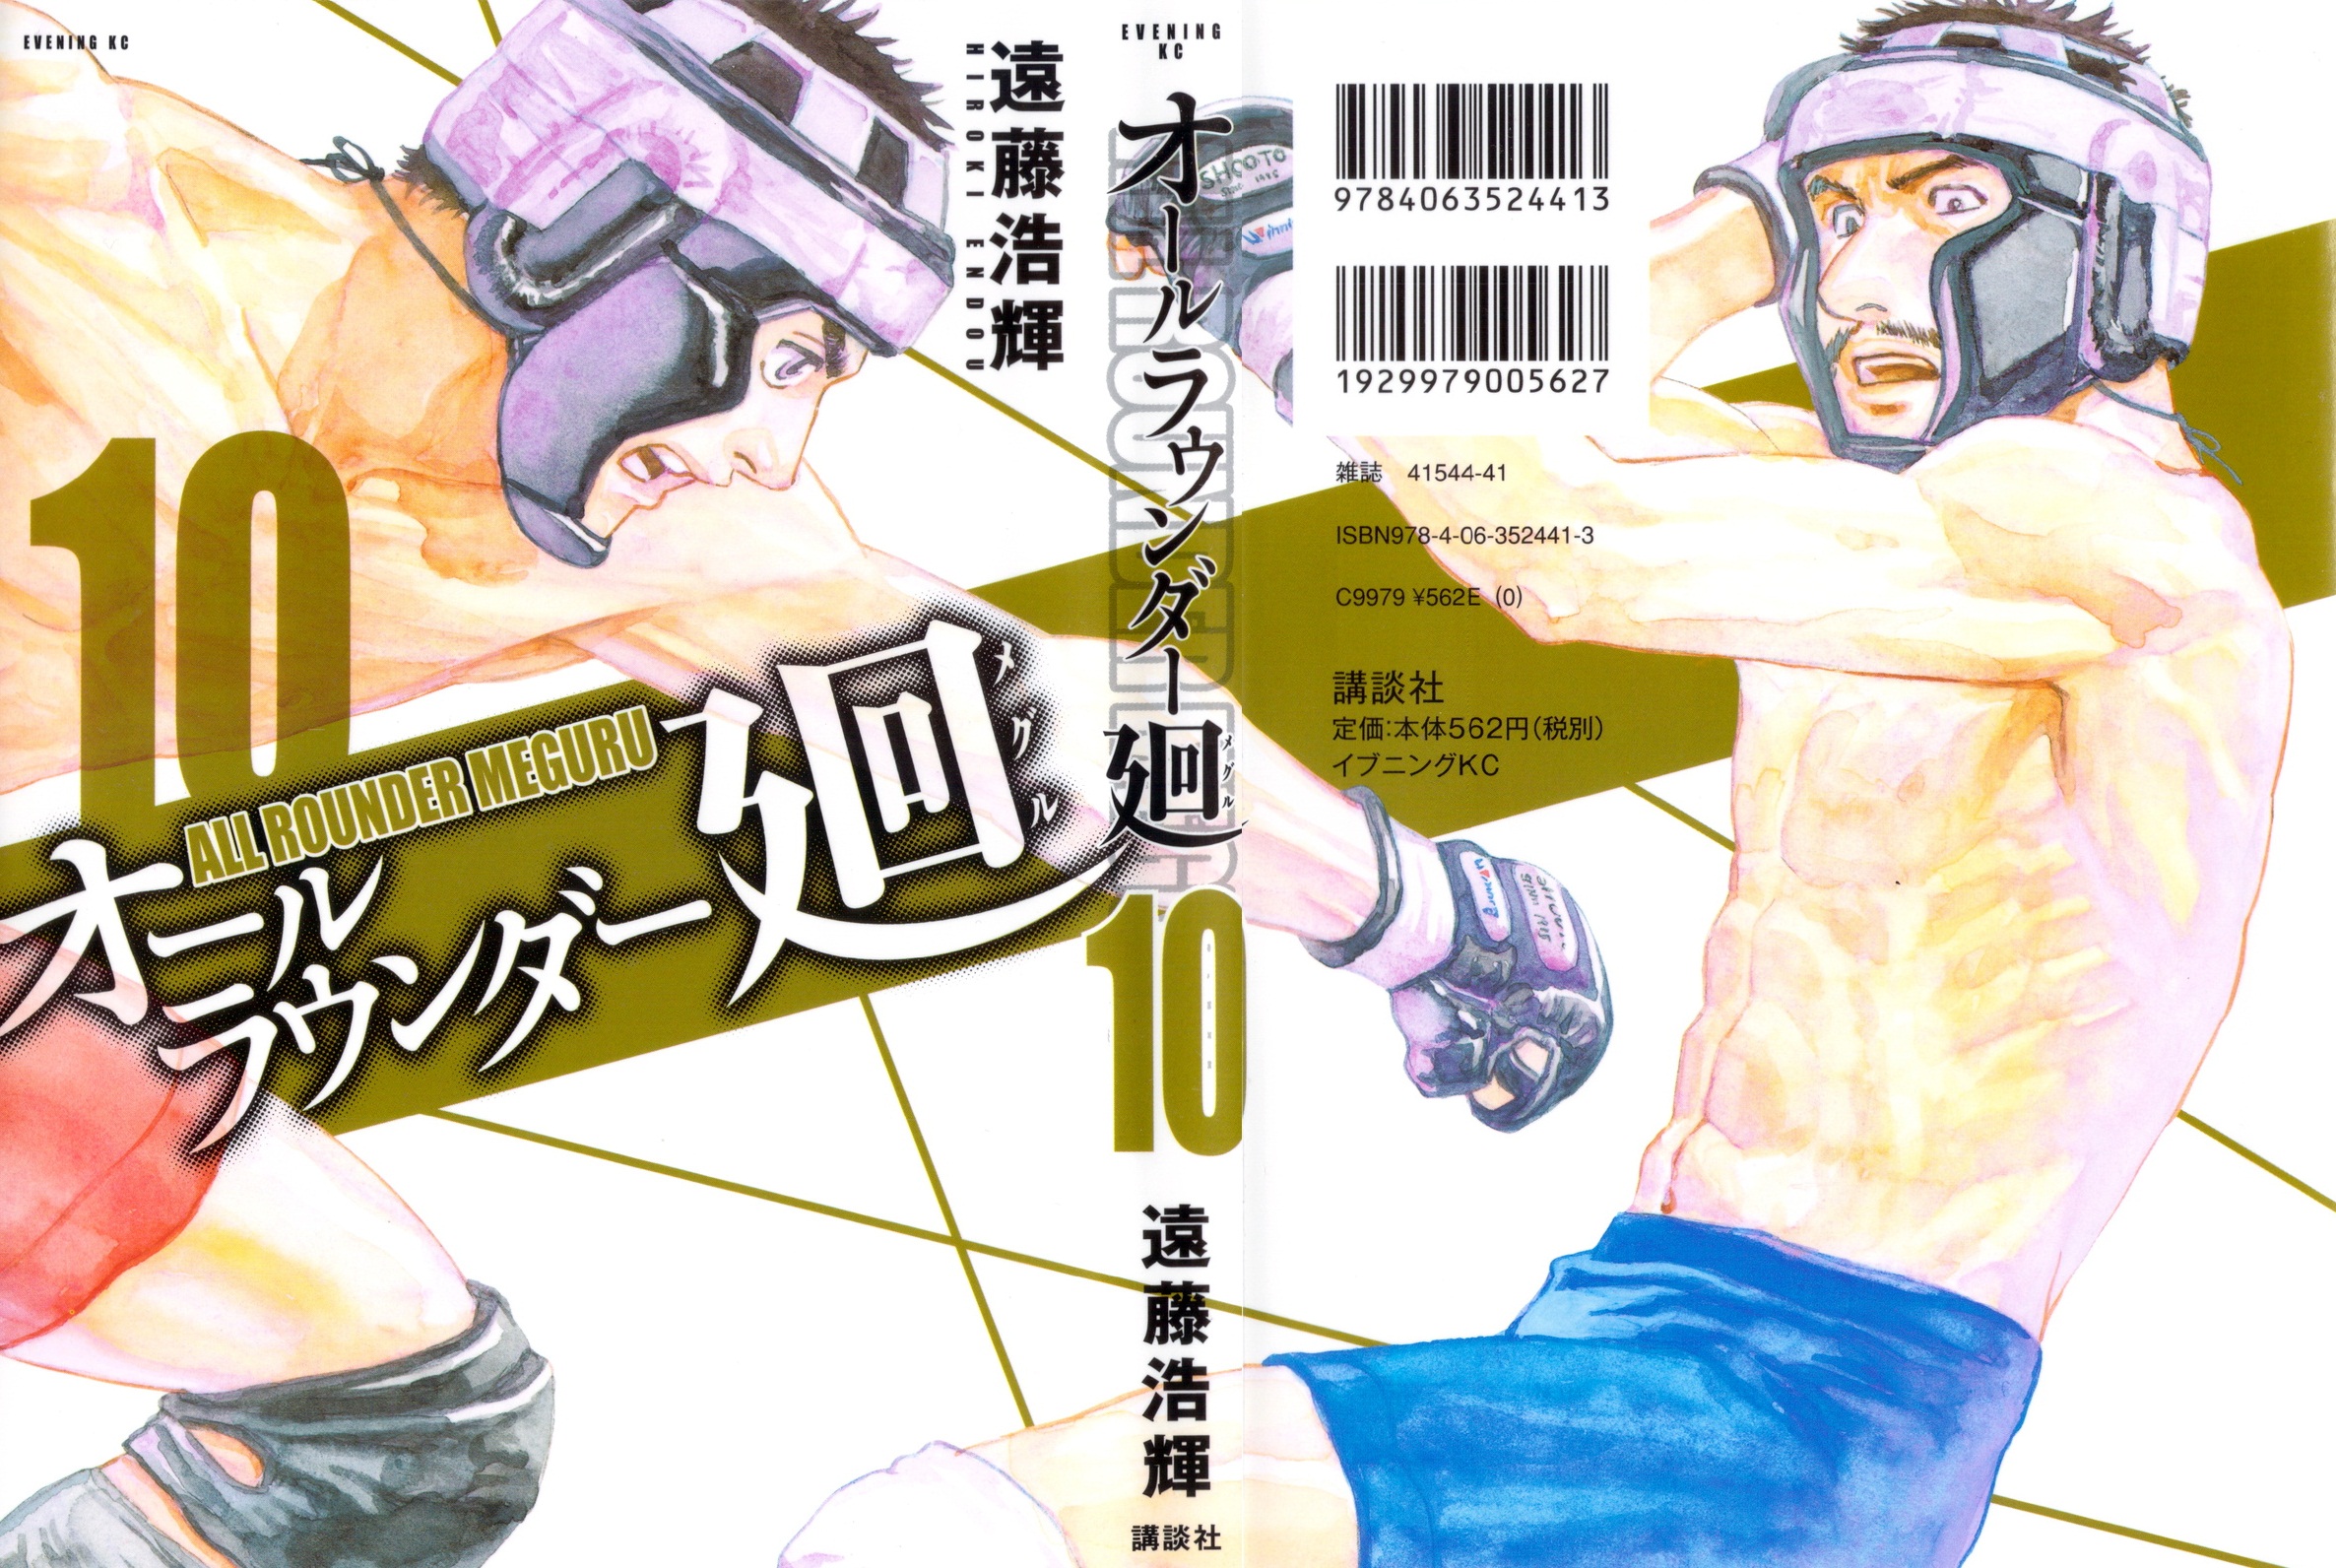 EVENING KC
遠藤浩輝
HIROKI ENDOU
10
ALL ROUNDER MEGURU
オールラウンダー廻
メグル
EVENING
KC
オールラウンダー廻
メグル
10
遠藤浩輝
講談社
SHOOTO
Winning
9784063524413
1929979005627
雑誌　41544-41
ISBN978-4-06-352441-3
C9979 ¥562E (0)
講談社
定価:本体562円(税別)
イブニングKC
Winning